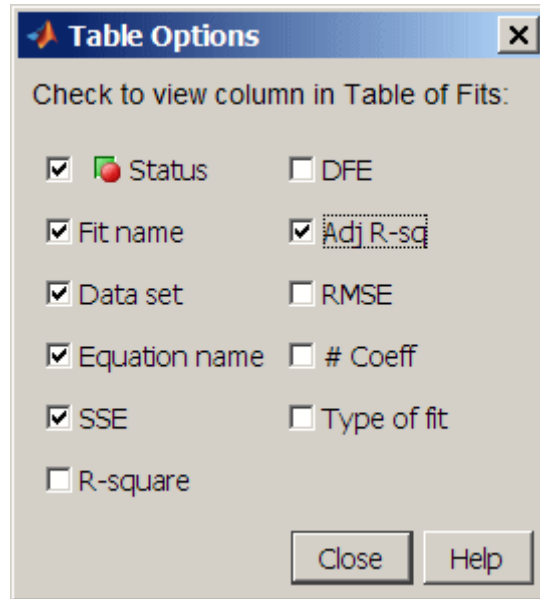 Table Options
Check to view column in Table of Fits:
Status
DFE
Fit name
Adj R-sq
Data set
RMSE
Equation name
# Coeff
SSE
Type of fit
R-square
Close
Help